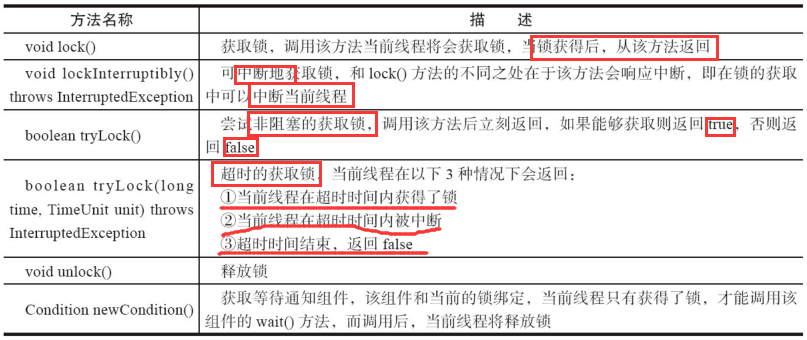 方法名称 描 述
void lock() 获取锁，调用该方法当前线程将会获取锁，当锁获得后，从该方法返回
void lockInterruptibly() 可中断地获取锁，和 lock() 方法的不同之处在于该方法会响应中断，即在锁的获取
throws InterruptedException 中可以中断当前线程
boolean tryLock() 尝试非阻塞的获取锁，调用该方法后立刻返回，如果能够获取则返回 true，否则返
回 false
超时的获取锁，当前线程在以下 3 种情况下会返回：
boolean tryLock(long ①当前线程在超时时间内获得了锁
time, TimeUnit unit) throws ②当前线程在超时时间内被中断
InterruptedException ③超时时间结束，返回 false
void unlock() 释放锁
Condition newCondition() 获取等待通知组件，该组件和当前的锁绑定，当前线程只有获得了锁，才能调用该
组件的 wait() 方法，而调用后，当前线程将释放锁